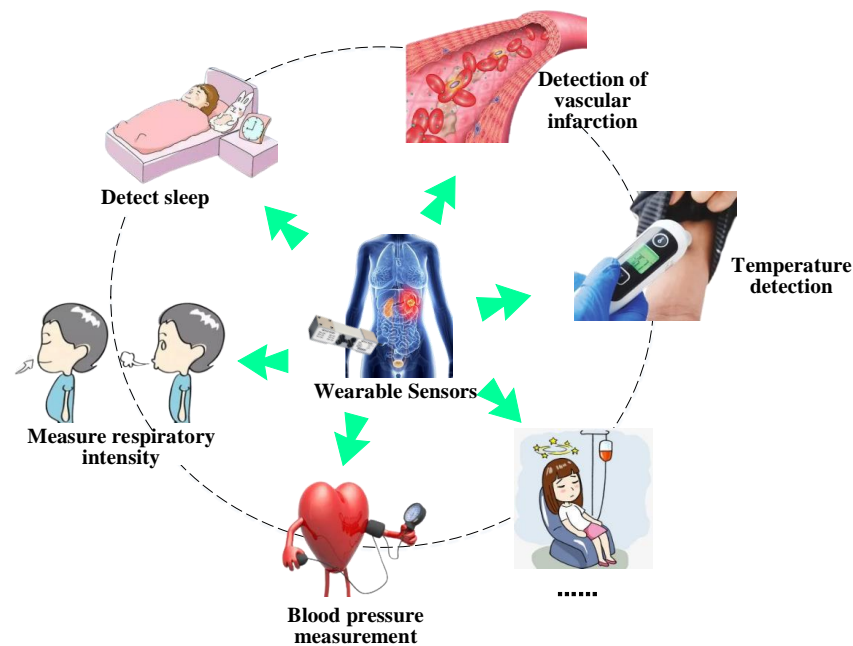 Detection of
vascular
infarction
Detect sleep
Temperature
detection
Wearable Sensors
Measure respiratory
intensity
......
Blood pressure
measurement